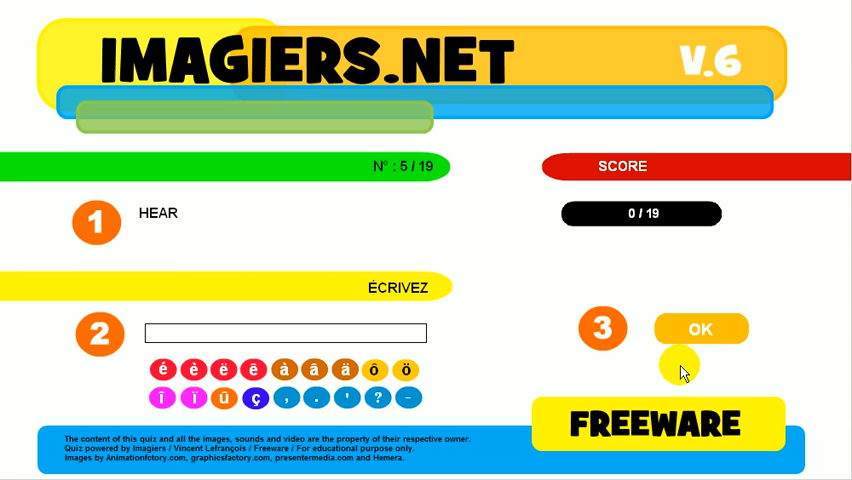 IMAGIERS.NET V.6
N° : 5 / 19
SCORE
1 HEAR
0 / 19
ÉCRIVEZ
2
3 OK
é è ë ē à â ä ô ö
î ï û ç , . ' ? -
FREEWARE
The content of this quiz and all the images, sounds and video are the property of their respective owner.
Quiz powered by Imagiers / Vincent Lefrançois / Freeware / For educational purpose only.
Images by Animationfctory.com, graphicsfactory.com, presentermedia.com and Hemera.